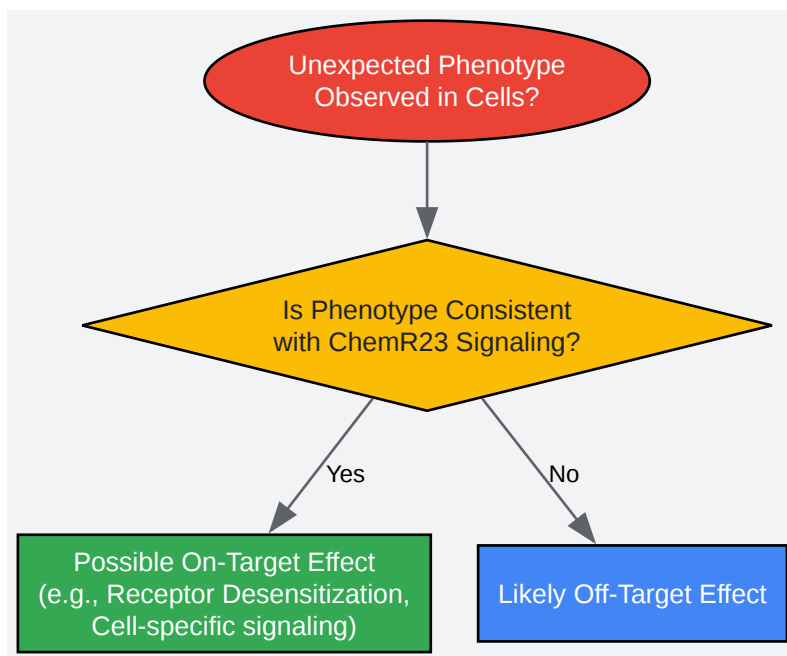 Unexpected Phenotype
Observed in Cells?
Is Phenotype Consistent
with ChemR23 Signaling?
Yes
No
Possible On-Target Effect
(e.g., Receptor Desensitization,
Cell-specific signaling)
Likely Off-Target Effect